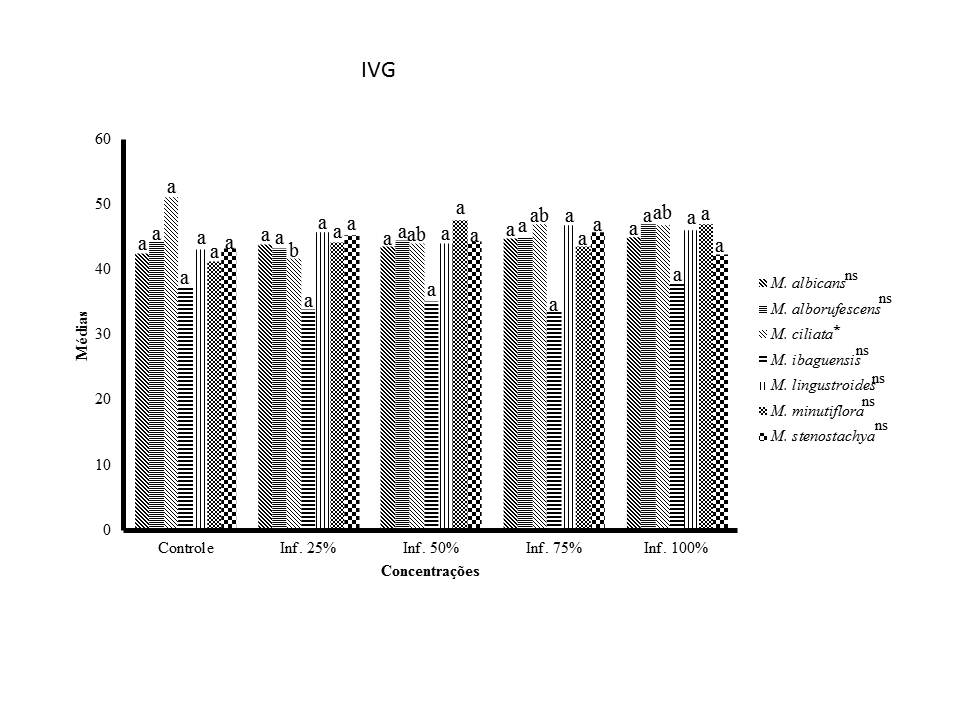 IVG
60
50
40
30
20
10
0
Médias
a a a a a a a
a a b a a a a
a a ab a a a a
a a ab a a a a
a a ab a a a a
Controle
Inf. 25%
Inf. 50%
Inf. 75%
Inf. 100%
Concentrações
M. albicans ns
M. alborufescens ns
M. ciliata*
M. ibaguensis ns
M. lingustroides ns
M. minutiflora ns
M. stenostachya ns